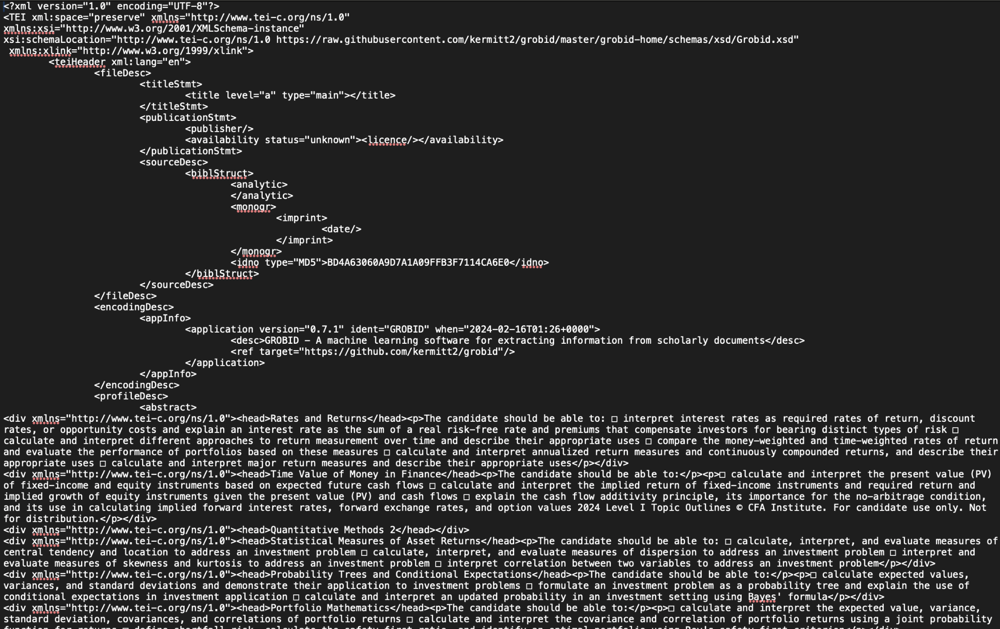 <?xml version="1.0" encoding="UTF-8"?>
<TEI xml:space="preserve" xmlns="http://www.tei-c.org/ns/1.0"
xmlns:xsi="http://www.w3.org/2001/XMLSchema-instance"
xsi:schemaLocation="http://www.tei-c.org/ns/1.0 https://raw.githubusercontent.com/kermitt2/grobid/master/grobid-home/schemas/xsd/Grobid.xsd"
 xmlns:xlink="http://www.w3.org/1999/xlink">
	<teiHeader xml:lang="en">
		<fileDesc>
			<titleStmt>
				<title level="a" type="main"></title>
			</titleStmt>
			<publicationStmt>
				<publisher/>
				<availability status="unknown"><licence/></availability>
			</publicationStmt>
			<sourceDesc>
				<biblStruct>
					<analytic>
					</analytic>
					<monogr>
						<imprint>
							<date/>
						</imprint>
					</monogr>
					<idno type="MD5">BD4A63060A9D7A1A09FFB3F7114CA6E0</idno>
				</biblStruct>
			</sourceDesc>
		</fileDesc>
		<encodingDesc>
			<appInfo>
				<application version="0.7.1" ident="GROBID" when="2024-02-16T01:26+0000">
					<desc>GROBID - A machine learning software for extracting information from scholarly documents</desc>
					<ref target="https://github.com/kermitt2/grobid"/>
				</application>
			</appInfo>
		</encodingDesc>
		<profileDesc>
			<abstract>
<div xmlns="http://www.tei-c.org/ns/1.0"><head>Rates and Returns</head><p>The candidate should be able to: □ interpret interest rates as required rates of return, discount
rates, or opportunity costs and explain an interest rate as the sum of a real risk-free rate and premiums that compensate investors for bearing distinct types of risk □
calculate and interpret different approaches to return measurement over time and describe their appropriate uses □ compare the money-weighted and time-weighted rates of return
and evaluate the performance of portfolios based on these measures □ calculate and interpret annualized return measures and continuously compounded returns, and describe their
appropriate uses □ calculate and interpret major return measures and describe their appropriate uses</p></div>
<div xmlns="http://www.tei-c.org/ns/1.0"><head>Time Value of Money in Finance</head><p>The candidate should be able to:</p><p>□ calculate and interpret the present value (PV)
of fixed-income and equity instruments based on expected future cash flows □ calculate and interpret the implied return of fixed-income instruments and required return and
implied growth of equity instruments given the present value (PV) and cash flows □ explain the cash flow additivity principle, its importance for the no-arbitrage condition,
and its use in calculating implied forward interest rates, forward exchange rates, and option values 2024 Level I Topic Outlines © CFA Institute. For candidate use only. Not
for distribution.</p></div>
<div xmlns="http://www.tei-c.org/ns/1.0"><head>Quantitative Methods 2</head></div>
<div xmlns="http://www.tei-c.org/ns/1.0"><head>Statistical Measures of Asset Returns</head><p>The candidate should be able to: □ calculate, interpret, and evaluate measures of
central tendency and location to address an investment problem □ calculate, interpret, and evaluate measures of dispersion to address an investment problem □ interpret and
evaluate measures of skewness and kurtosis to address an investment problem □ interpret correlation between two variables to address an investment problem</p></div>
<div xmlns="http://www.tei-c.org/ns/1.0"><head>Probability Trees and Conditional Expectations</head><p>The candidate should be able to:</p><p>□ calculate expected values,
variances, and standard deviations and demonstrate their application to investment problems □ formulate an investment problem as a probability tree and explain the use of
conditional expectations in investment application □ calculate and interpret an updated probability in an investment setting using Bayes' formula</p></div>
<div xmlns="http://www.tei-c.org/ns/1.0"><head>Portfolio Mathematics</head><p>The candidate should be able to:</p><p>□ calculate and interpret the expected value, variance,
standard deviation, covariances, and correlations of portfolio returns □ calculate and interpret the covariance and correlation of portfolio returns using a joint probability
function for returns □ define shortfall risk, calculate the safety-first ratio, and identify an optimal portfolio using Roy's safety-first criterion</p></div>